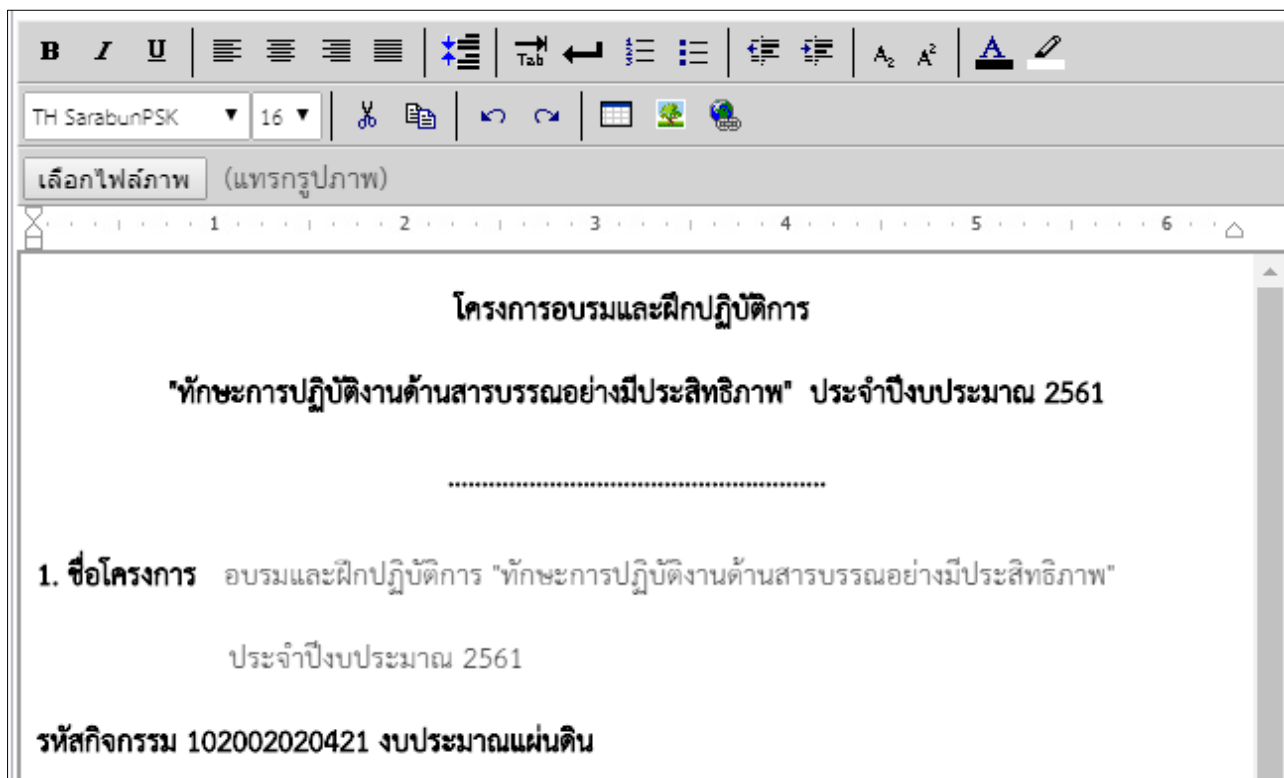 B I U Tab A₂ A² A
TH SarabunPSK 16
เลือกไฟล์ภาพ (แทรกรูปภาพ)
1 2 3 4 5 6
โครงการอบรมและฝึกปฏิบัติการ
"ทักษะการปฏิบัติงานด้านสารบรรณอย่างมีประสิทธิภาพ" ประจำปีงบประมาณ 2561
........................................................
1. ชื่อโครงการ อบรมและฝึกปฏิบัติการ "ทักษะการปฏิบัติงานด้านสารบรรณอย่างมีประสิทธิภาพ"
ประจำปีงบประมาณ 2561
รหัสกิจกรรม 102002020421 งบประมาณแผ่นดิน